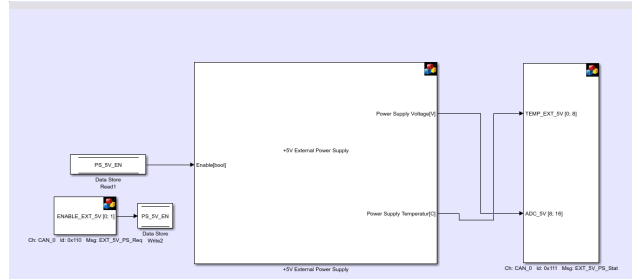 Power Supply Voltage[V]
TEMP_EXT_5V [0; 8]
+5V External Power Supply
PS_5V_EN
Enable[bool]
Data Store
Read1
ENABLE_EXT_5V [0; 1]
PS_5V_EN
Power Supply Temperatur[C]
ADC_5V [8, 16]
Data Store
Write2
Ch: CAN_0 Id: 0x110 Msg: EXT_5V_PS_Req
+5V External Power Supply
Ch: CAN_0 Id: 0x111 Msg: EXT_5V_PS_Stat